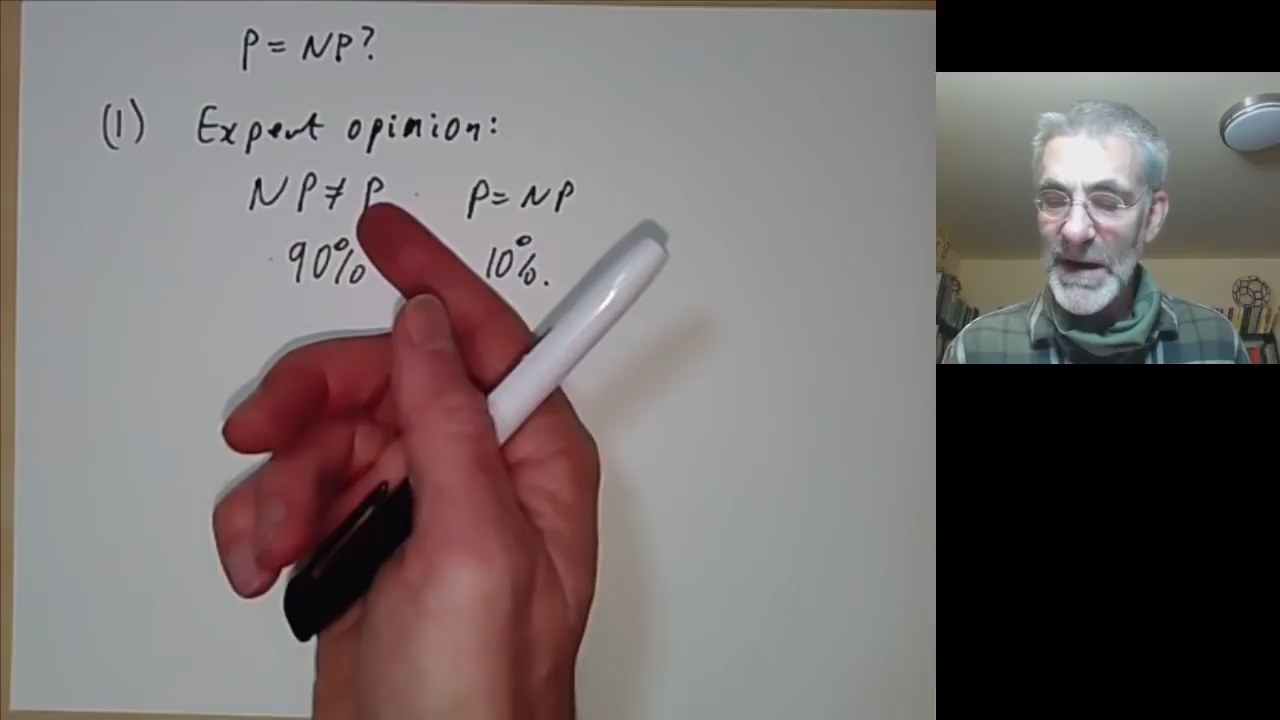 P = NP?
(1) Expert opinion:
NP ≠ P P = NP
90% 10%.